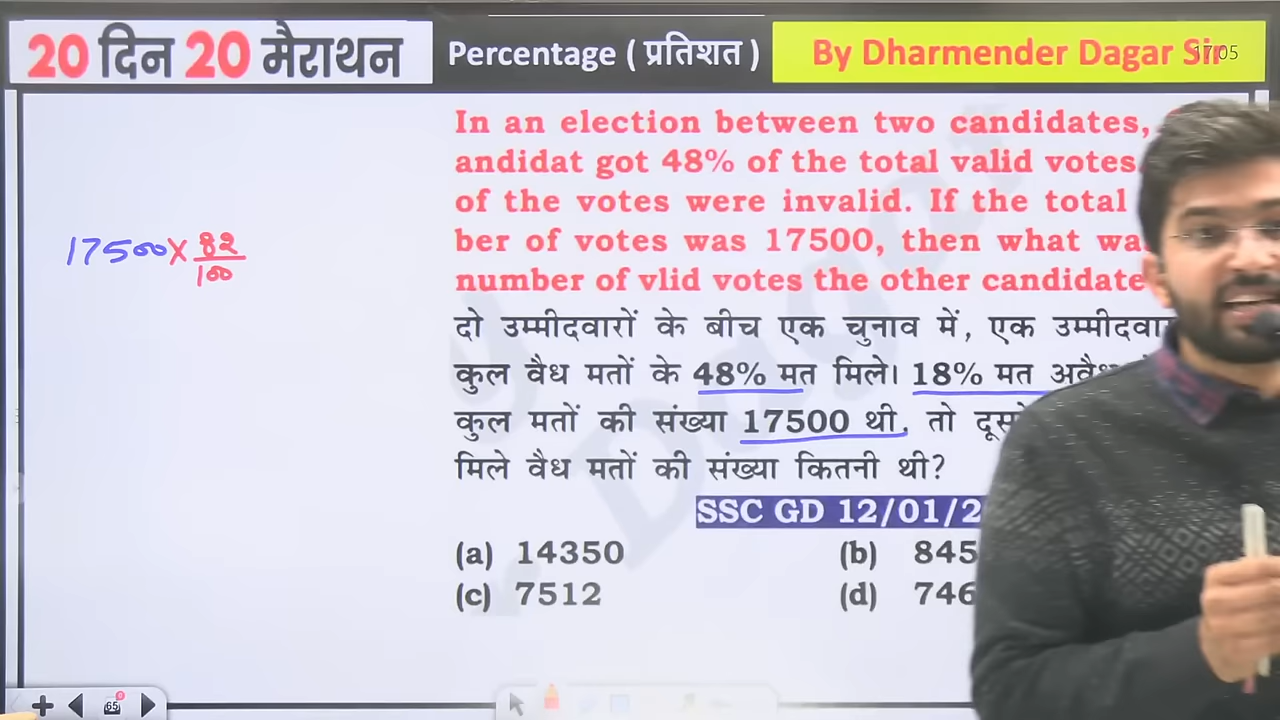 20 दिन 20 मैराथन
Percentage ( प्रतिशत )
By Dharmender Dagar Sir
17:05
In an election between two candidates,
andidat got 48% of the total valid votes.
of the votes were invalid. If the total
ber of votes was 17500, then what wa
number of vlid votes the other candidate
17500 × 82
100
दो उम्मीदवारों के बीच एक चुनाव में, एक
कुल वैध मतों के 48% मत मिले। 18% मत
कुल मतों की संख्या 17500 थी, तो
मिले वैध मतों की संख्या कितनी थी?
SSC GD 12/01/2
(a) 14350
(b) 845
(c) 7512
(d) 746
65